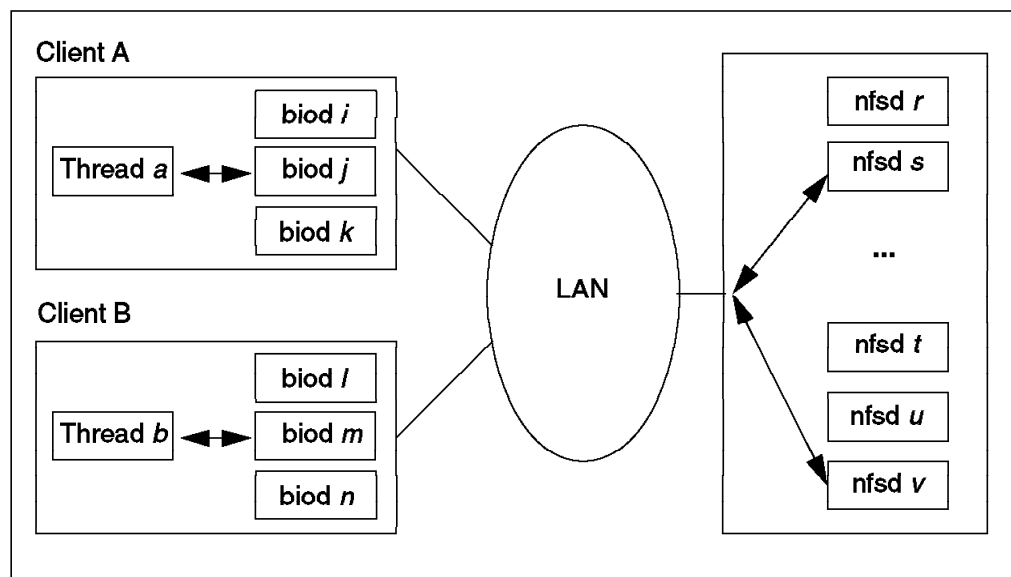 Client A
biod i
Thread a
biod j
biod k
Client B
biod l
Thread b
biod m
biod n
LAN
nfsd r
nfsd s
...
nfsd t
nfsd u
nfsd v